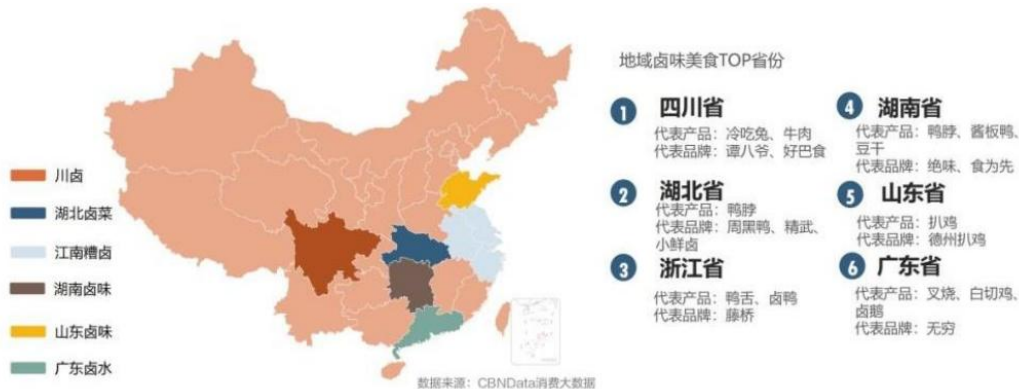 川卤
湖北卤菜
江南糟卤
湖南卤味
山东卤味
广东卤水
地域卤味美食TOP省份
1 四川省
代表产品：冷吃兔、牛肉
代表品牌：谭八爷、好巴食
2 湖北省
代表产品：鸭脖
代表品牌：周黑鸭、精武、
小鲜卤
3 浙江省
代表产品：鸭舌、卤鸭
代表品牌：藤桥
4 湖南省
代表产品：鸭脖、酱板鸭、
豆干
代表品牌：绝味、食为先
5 山东省
代表产品：扒鸡
代表品牌：德州扒鸡
6 广东省
代表产品：叉烧、白切鸡、
卤鹅
代表品牌：无穷
数据来源：CBNData消费大数据